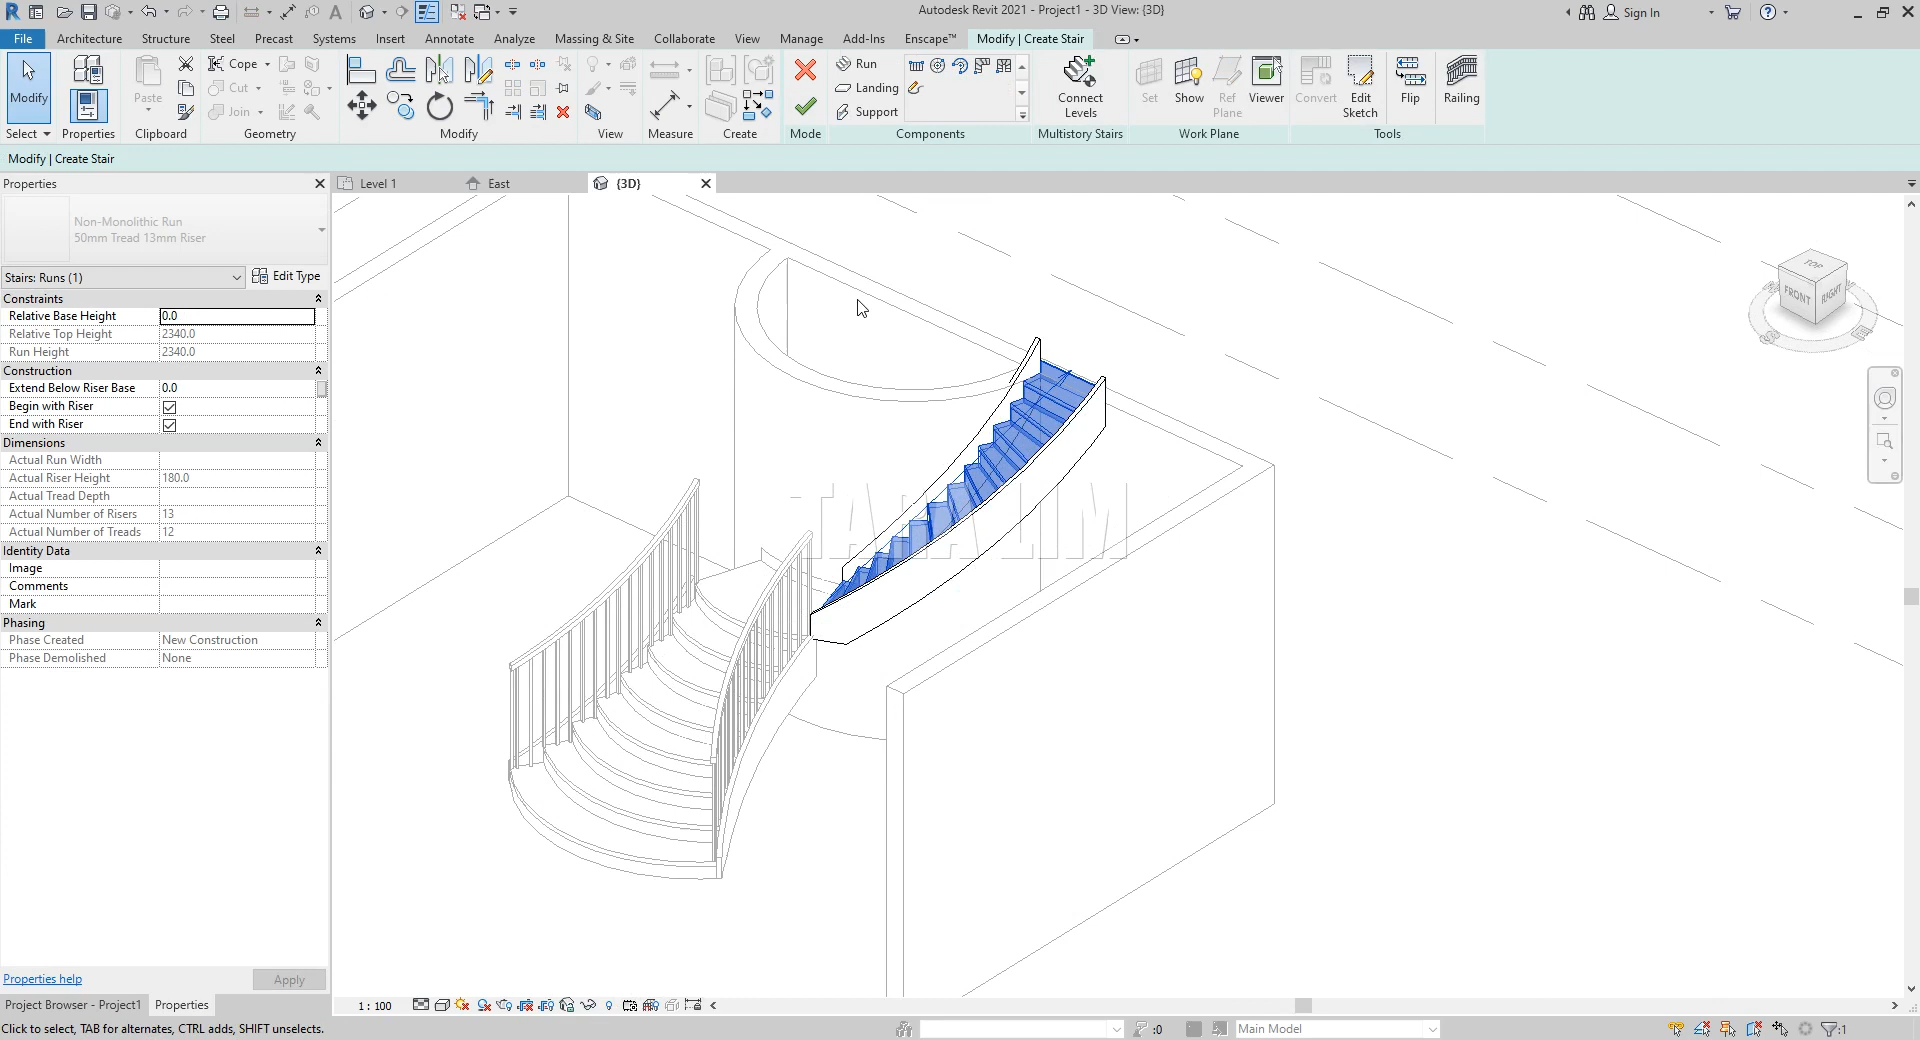 Autodesk Revit 2021 - Project1 - 3D View: {3D}
Sign In
File
Architecture
Structure
Steel
Precast
Systems
Insert
Annotate
Analyze
Massing & Site
Collaborate
View
Manage
Add-Ins
Enscape™
Modify | Create Stair
Modify
Paste
Cope
Cut
Join
Run
Landing
Support
Connect
Levels
Set
Show
Ref
Plane
Viewer
Convert
Edit
Sketch
Flip
Railing
Select
Properties
Clipboard
Geometry
Modify
View
Measure
Create
Mode
Components
Multistory Stairs
Work Plane
Tools
Modify | Create Stair
Properties
Level 1
East
{3D}
Non-Monolithic Run
50mm Tread 13mm Riser
Stairs: Runs (1)
Edit Type
Constraints
Relative Base Height 0.0
Relative Top Height 2340.0
Run Height 2340.0
Construction
Extend Below Riser Base 0.0
Begin with Riser
End with Riser
Dimensions
Actual Run Width
Actual Riser Height 180.0
Actual Tread Depth
Actual Number of Risers 13
Actual Number of Treads 12
Identity Data
Image
Comments
Mark
Phasing
Phase Created New Construction
Phase Demolished None
TOP
FRONT
RIGHT
Properties help
Apply
Project Browser - Project1
Properties
1 : 100
Click to select, TAB for alternates, CTRL adds, SHIFT unselects.
:0
Main Model
:1